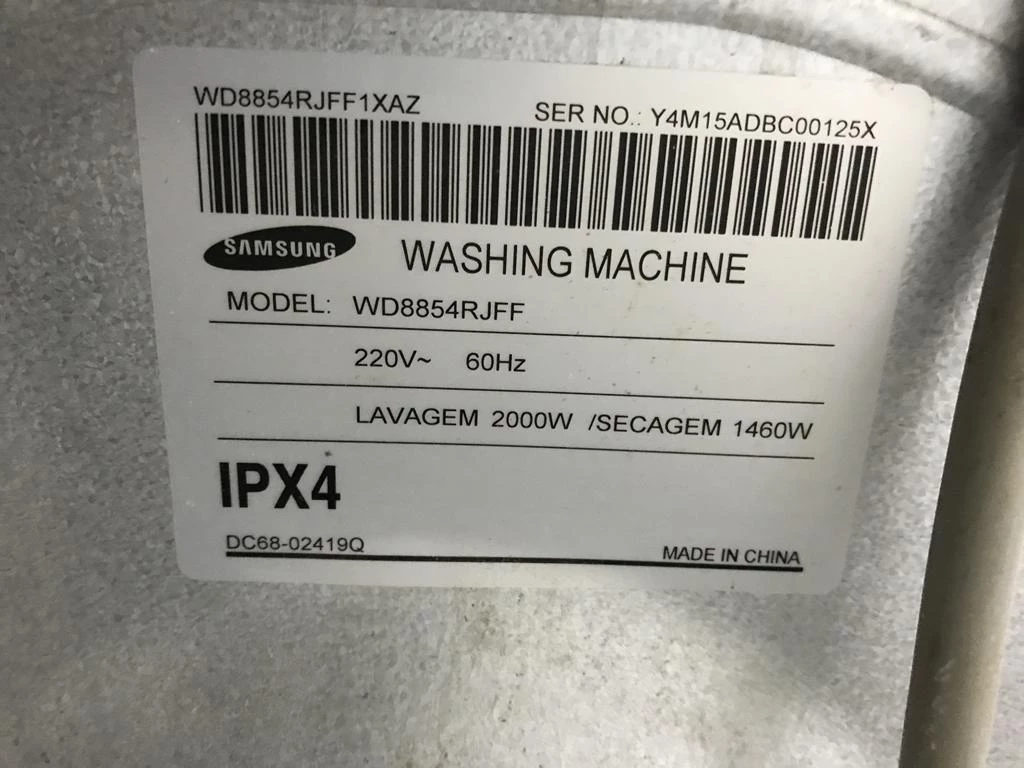 WD8854RJFF1XAZ SER NO.: Y4M15ADBC00125X
SAMSUNG WASHING MACHINE
MODEL: WD8854RJFF
220V~ 60Hz
LAVAGEM 2000W /SECAGEM 1460W
IPX4
DC68-02419Q MADE IN CHINA